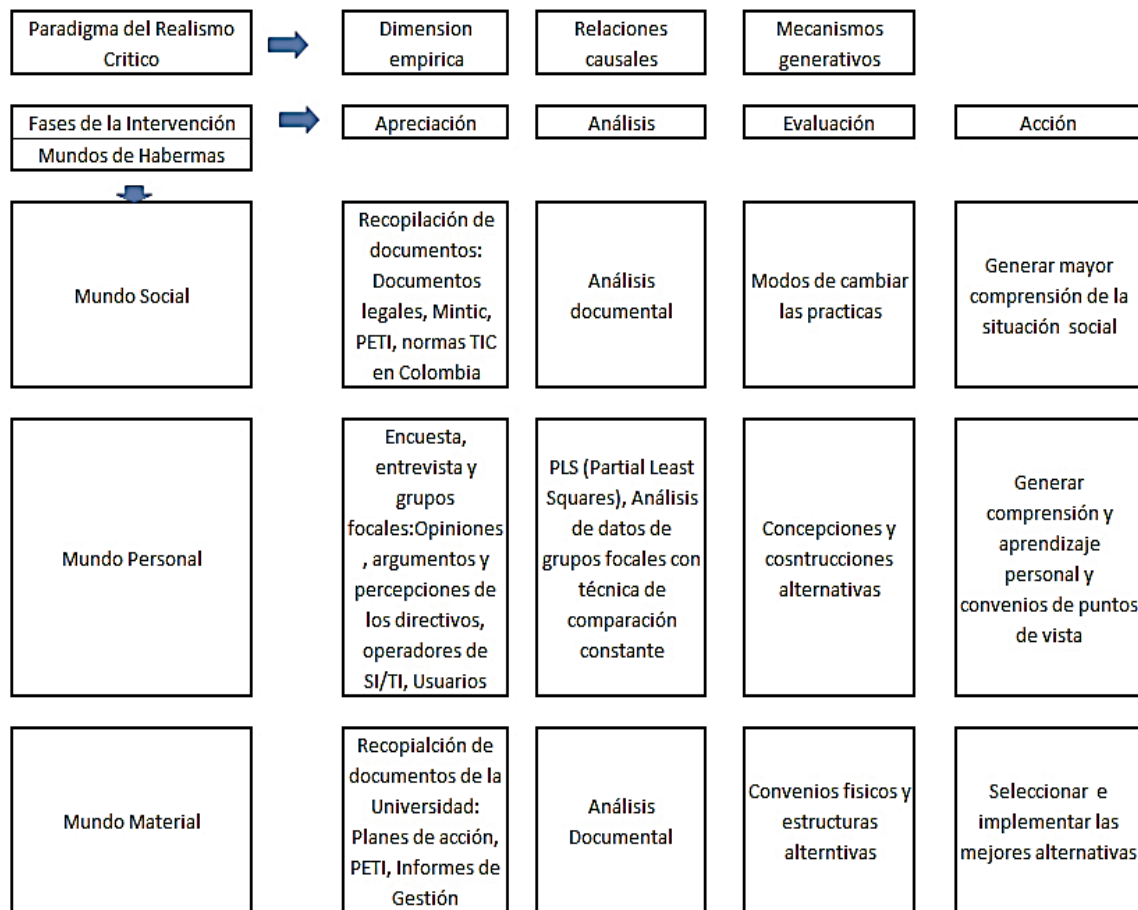 Paradigma del Realismo
Critico
Dimension
empirica
Relaciones
causales
Mecanismos
generativos
Fases de la Intervención
Mundos de Habermas
Apreciación
Análisis
Evaluación
Acción
Mundo Social
Recopilación de
documentos:
Documentos
legales, Mintic,
PETI, normas TIC
en Colombia
Análisis
documental
Modos de cambiar
las practicas
Generar mayor
comprensión de la
situación social
Mundo Personal
Encuesta,
entrevista y
grupos
focales:Opiniones
, argumentos y
percepciones de
los directivos,
operadores de
SI/TI, Usuarios
PLS (Partial Least
Squares), Análisis
de datos de
grupos focales con
técnica de
comparación
constante
Concepciones y
cosntrucciones
alternativas
Generar
comprensión y
aprendizaje
personal y
convenios de puntos
de vista
Mundo Material
Recopialción de
documentos de la
Universidad:
Planes de acción,
PETI, Informes de
Gestión
Análisis
Documental
Convenios fisicos y
estructuras
alterntivas
Seleccionar e
implementar las
mejores alternativas